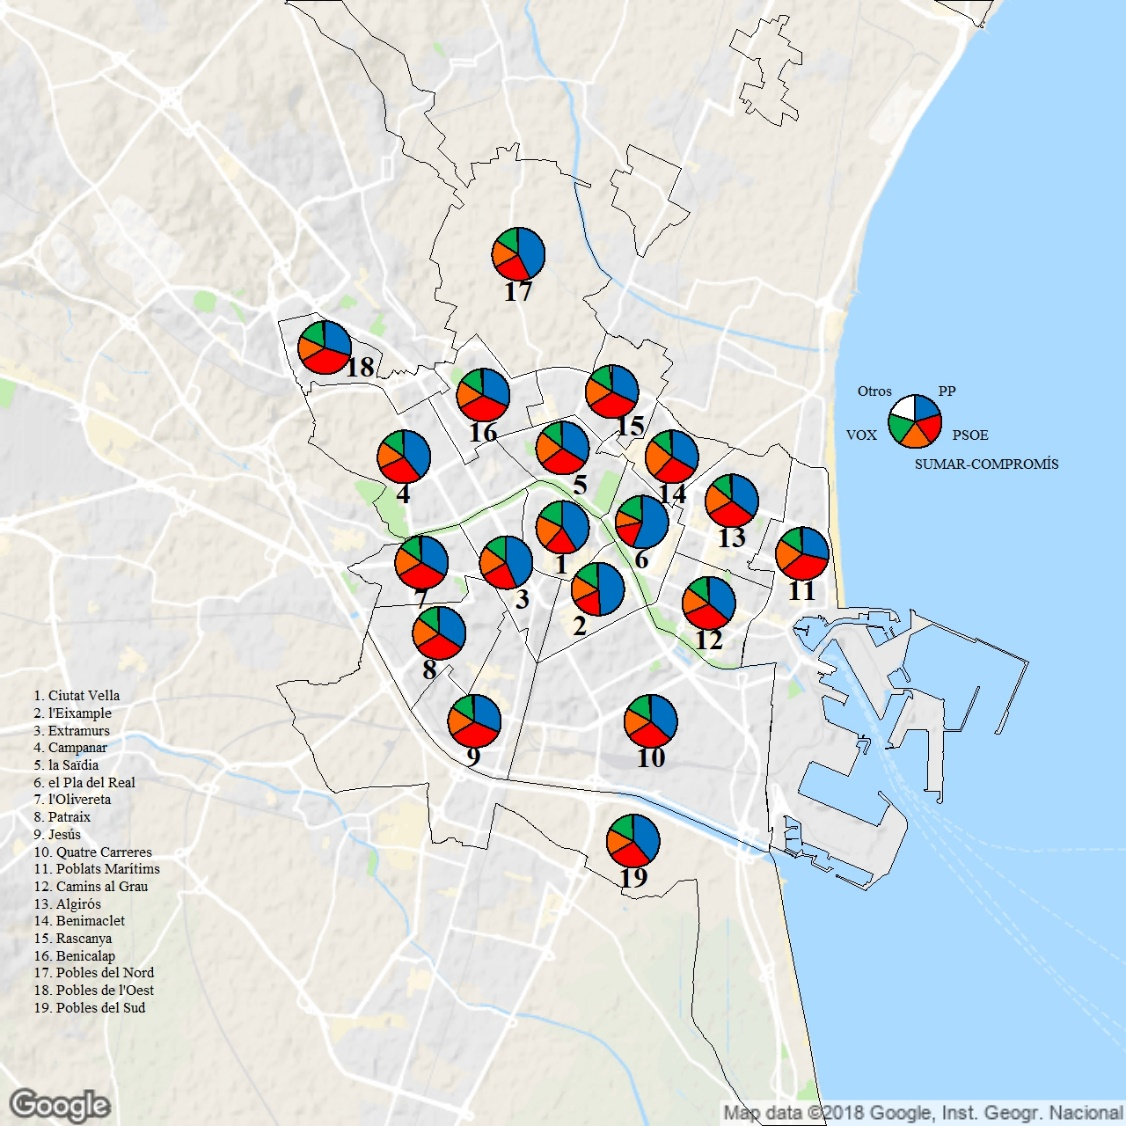 17
18
16
15
4
5
14
13
6
1
7
3
11
2
12
8
9
10
19
Otros
PP
VOX
PSOE
SUMAR-COMPROMÍS
1. Ciutat Vella
2. l'Eixample
3. Extramurs
4. Campanar
5. la Saïdia
6. el Pla del Real
7. l'Olivereta
8. Patraix
9. Jesús
10. Quatre Carreres
11. Poblats Marítims
12. Camins al Grau
13. Algirós
14. Benimaclet
15. Rascanya
16. Benicalap
17. Pobles del Nord
18. Pobles de l'Oest
19. Pobles del Sud
Google
Map data ©2018 Google, Inst. Geogr. Nacional